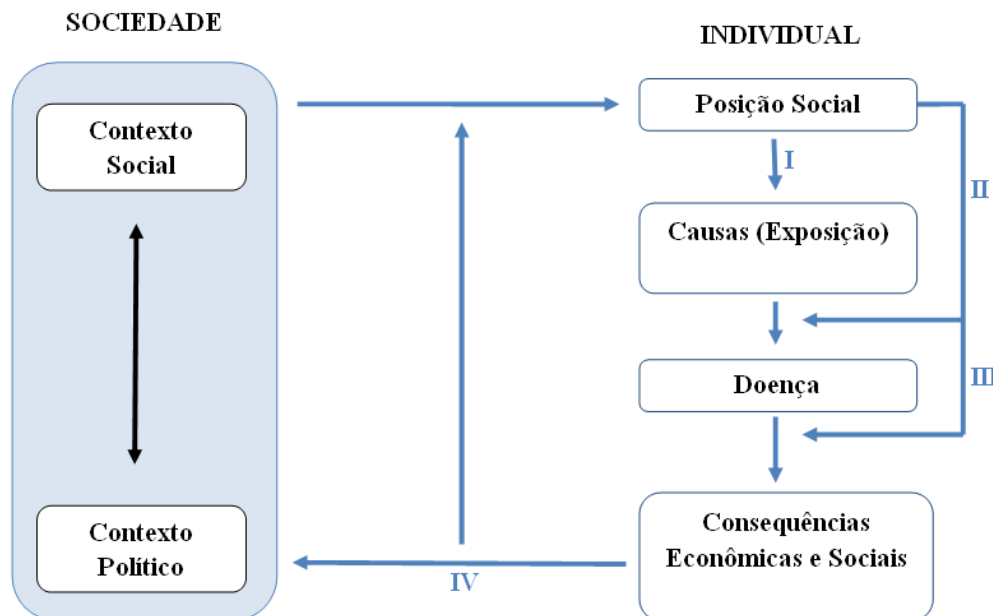 SOCIEDADE
INDIVIDUAL
Contexto
Social
Posição Social
I
II
Causas (Exposição)
Doença
III
Contexto
Político
Consequências
Econômicas e Sociais
IV